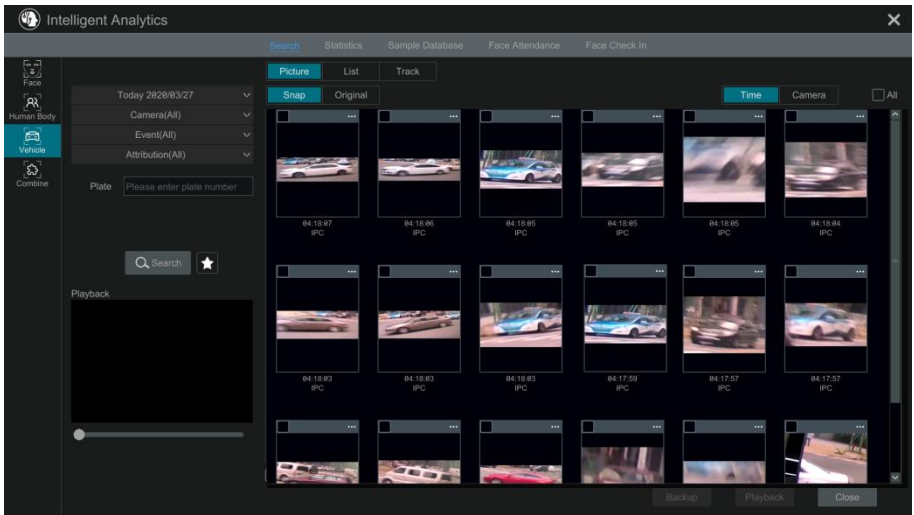 Intelligent Analytics
Search Statistics Sample Database Face Attendance Face Check In
Face
Human Body
Vehicle
Combine
Today 2020/03/27
Camera(All)
Event(All)
Attribution(All)
Plate Please enter plate number
Search
Playback
Picture List Track
Snap Original Time Camera All
04:18:07 04:18:06 04:18:05 04:18:05 04:18:05 04:18:04
IPC IPC IPC IPC IPC IPC
04:18:03 04:18:03 04:18:03 04:17:59 04:17:57 04:17:57
IPC IPC IPC IPC IPC IPC
Backup Playback Close